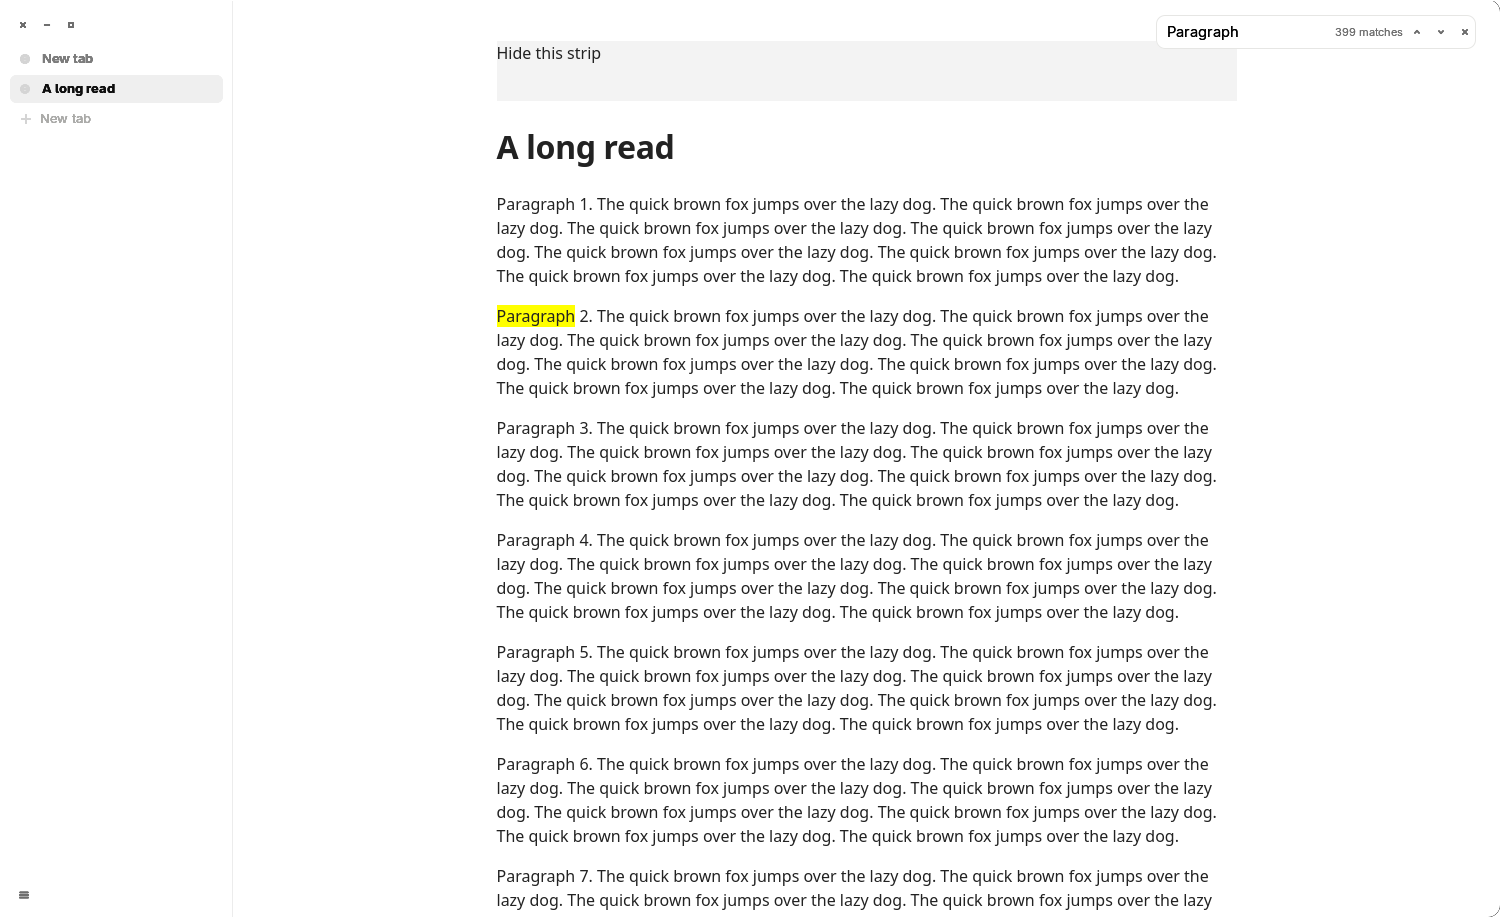 New tab
A long read
New tab
Paragraph
399 matches
Hide this strip
A long read
Paragraph 1. The quick brown fox jumps over the lazy dog. The quick brown fox jumps over the
lazy dog. The quick brown fox jumps over the lazy dog. The quick brown fox jumps over the lazy
dog. The quick brown fox jumps over the lazy dog. The quick brown fox jumps over the lazy dog.
The quick brown fox jumps over the lazy dog. The quick brown fox jumps over the lazy dog.
Paragraph 2. The quick brown fox jumps over the lazy dog. The quick brown fox jumps over the
lazy dog. The quick brown fox jumps over the lazy dog. The quick brown fox jumps over the lazy
dog. The quick brown fox jumps over the lazy dog. The quick brown fox jumps over the lazy dog.
The quick brown fox jumps over the lazy dog. The quick brown fox jumps over the lazy dog.
Paragraph 3. The quick brown fox jumps over the lazy dog. The quick brown fox jumps over the
lazy dog. The quick brown fox jumps over the lazy dog. The quick brown fox jumps over the lazy
dog. The quick brown fox jumps over the lazy dog. The quick brown fox jumps over the lazy dog.
The quick brown fox jumps over the lazy dog. The quick brown fox jumps over the lazy dog.
Paragraph 4. The quick brown fox jumps over the lazy dog. The quick brown fox jumps over the
lazy dog. The quick brown fox jumps over the lazy dog. The quick brown fox jumps over the lazy
dog. The quick brown fox jumps over the lazy dog. The quick brown fox jumps over the lazy dog.
The quick brown fox jumps over the lazy dog. The quick brown fox jumps over the lazy dog.
Paragraph 5. The quick brown fox jumps over the lazy dog. The quick brown fox jumps over the
lazy dog. The quick brown fox jumps over the lazy dog. The quick brown fox jumps over the lazy
dog. The quick brown fox jumps over the lazy dog. The quick brown fox jumps over the lazy dog.
The quick brown fox jumps over the lazy dog. The quick brown fox jumps over the lazy dog.
Paragraph 6. The quick brown fox jumps over the lazy dog. The quick brown fox jumps over the
lazy dog. The quick brown fox jumps over the lazy dog. The quick brown fox jumps over the lazy
dog. The quick brown fox jumps over the lazy dog. The quick brown fox jumps over the lazy dog.
The quick brown fox jumps over the lazy dog. The quick brown fox jumps over the lazy dog.
Paragraph 7. The quick brown fox jumps over the lazy dog. The quick brown fox jumps over the
lazy dog. The quick brown fox jumps over the lazy dog. The quick brown fox jumps over the lazy